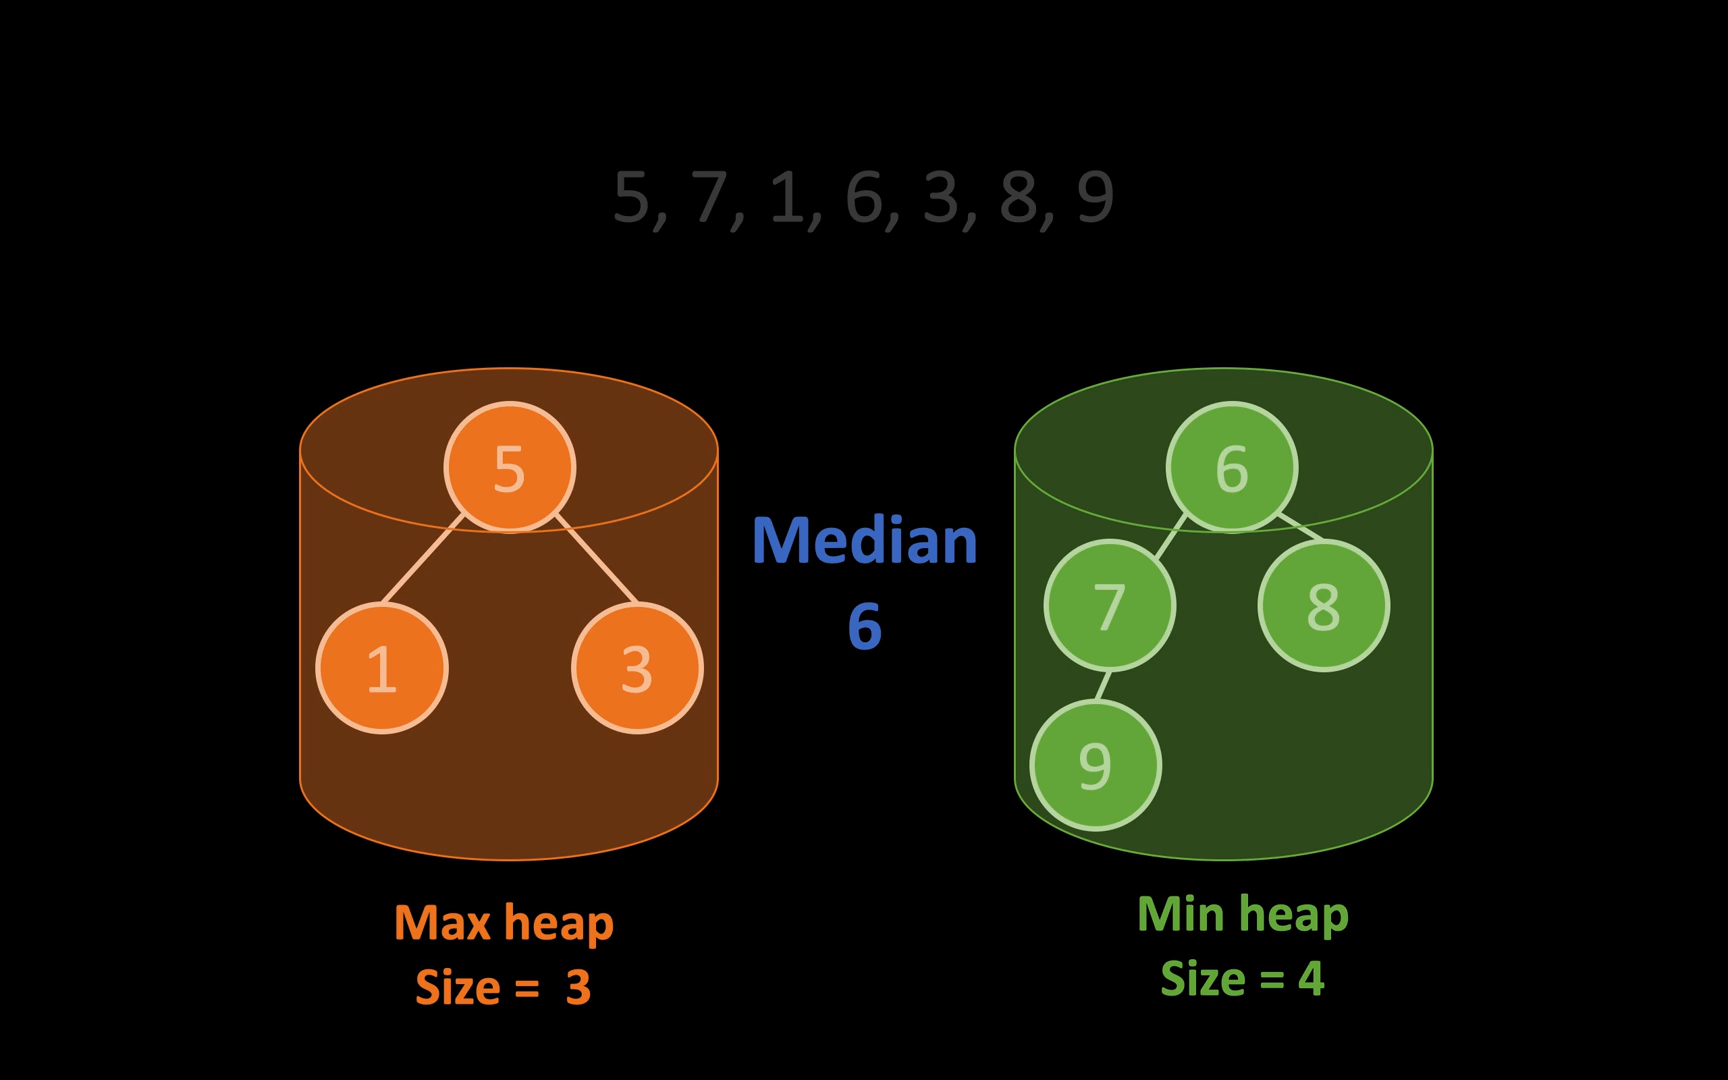 5, 7, 1, 6, 3, 8, 9
5
6
1
3
Median
6
7
8
9
Max heap
Size = 3
Min heap
Size = 4